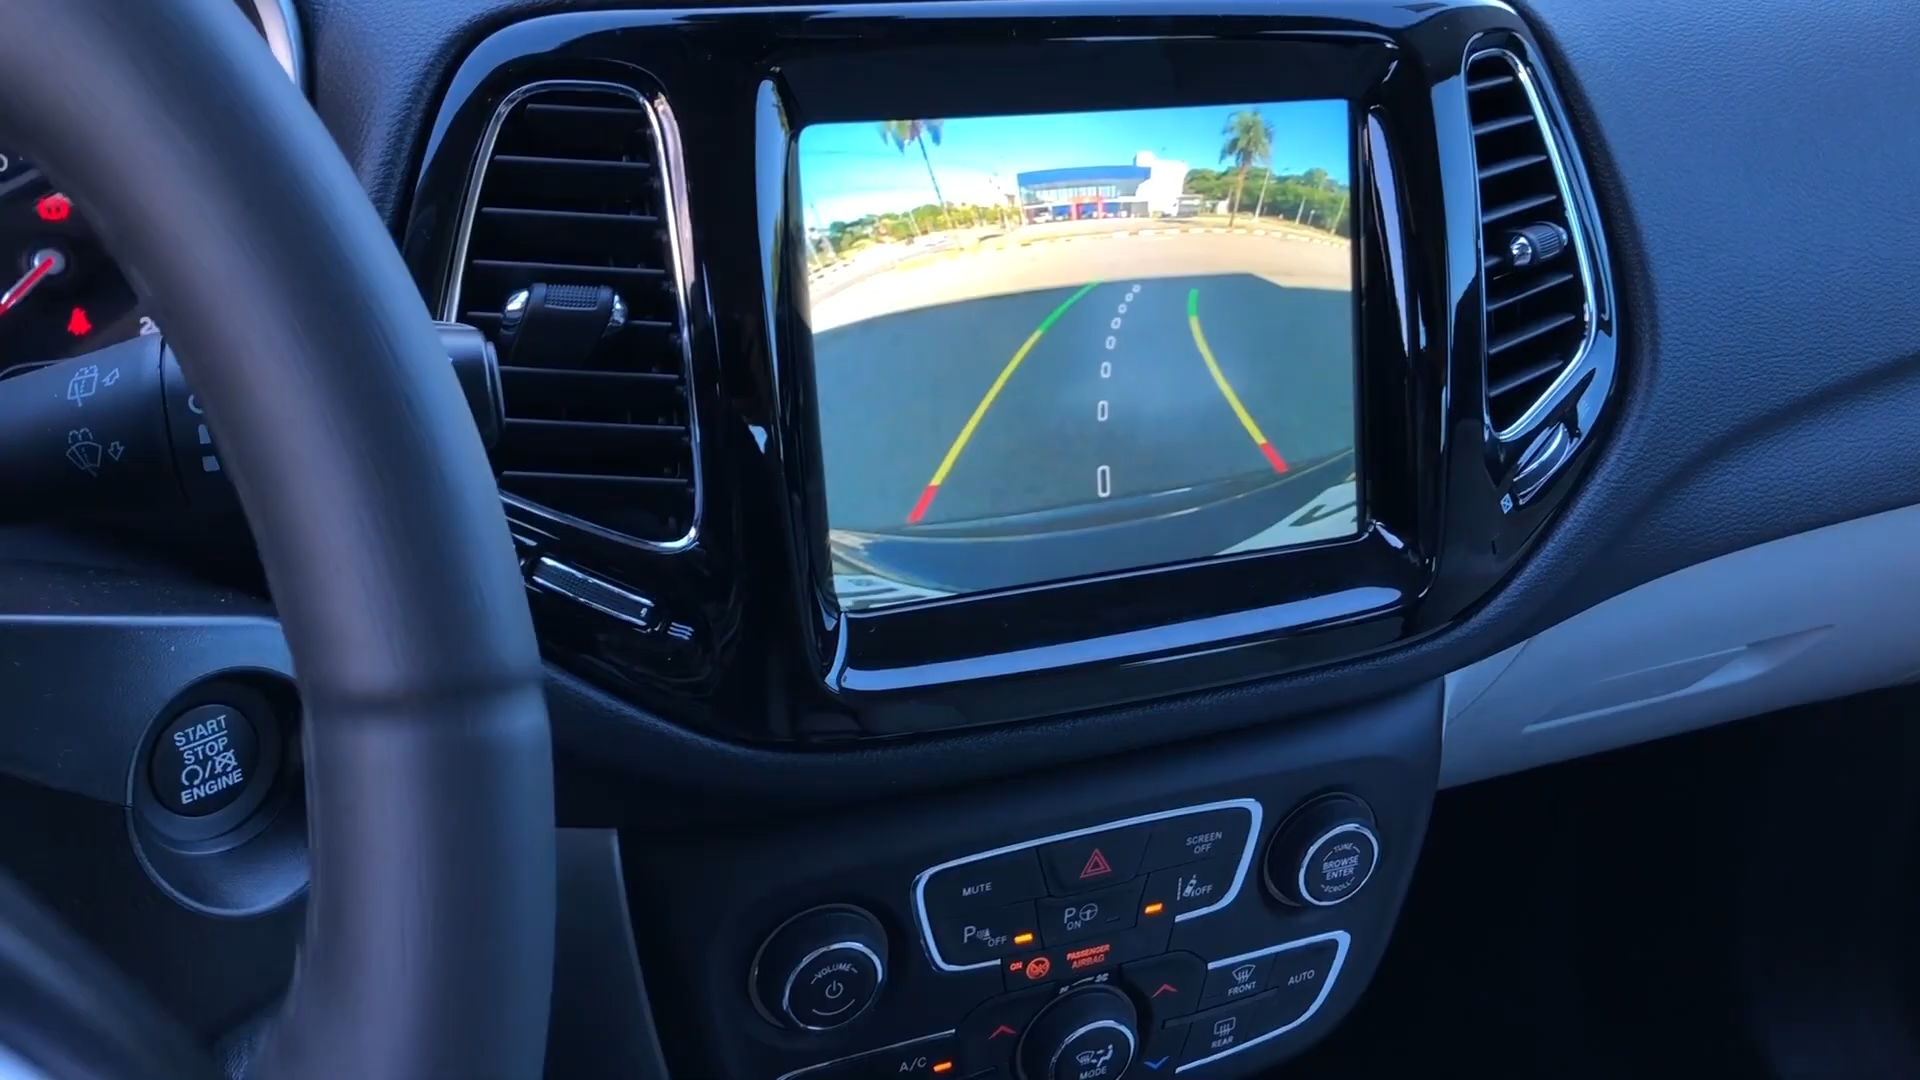 START
STOP
ENGINE
MUTE
SCREEN
OFF
OFF
P OFF
P ON
ON
PASSENGER
AIRBAG
VOLUME
TUNE
BROWSE
ENTER
SCROLL
FRONT
AUTO
REAR
A/C
MODE